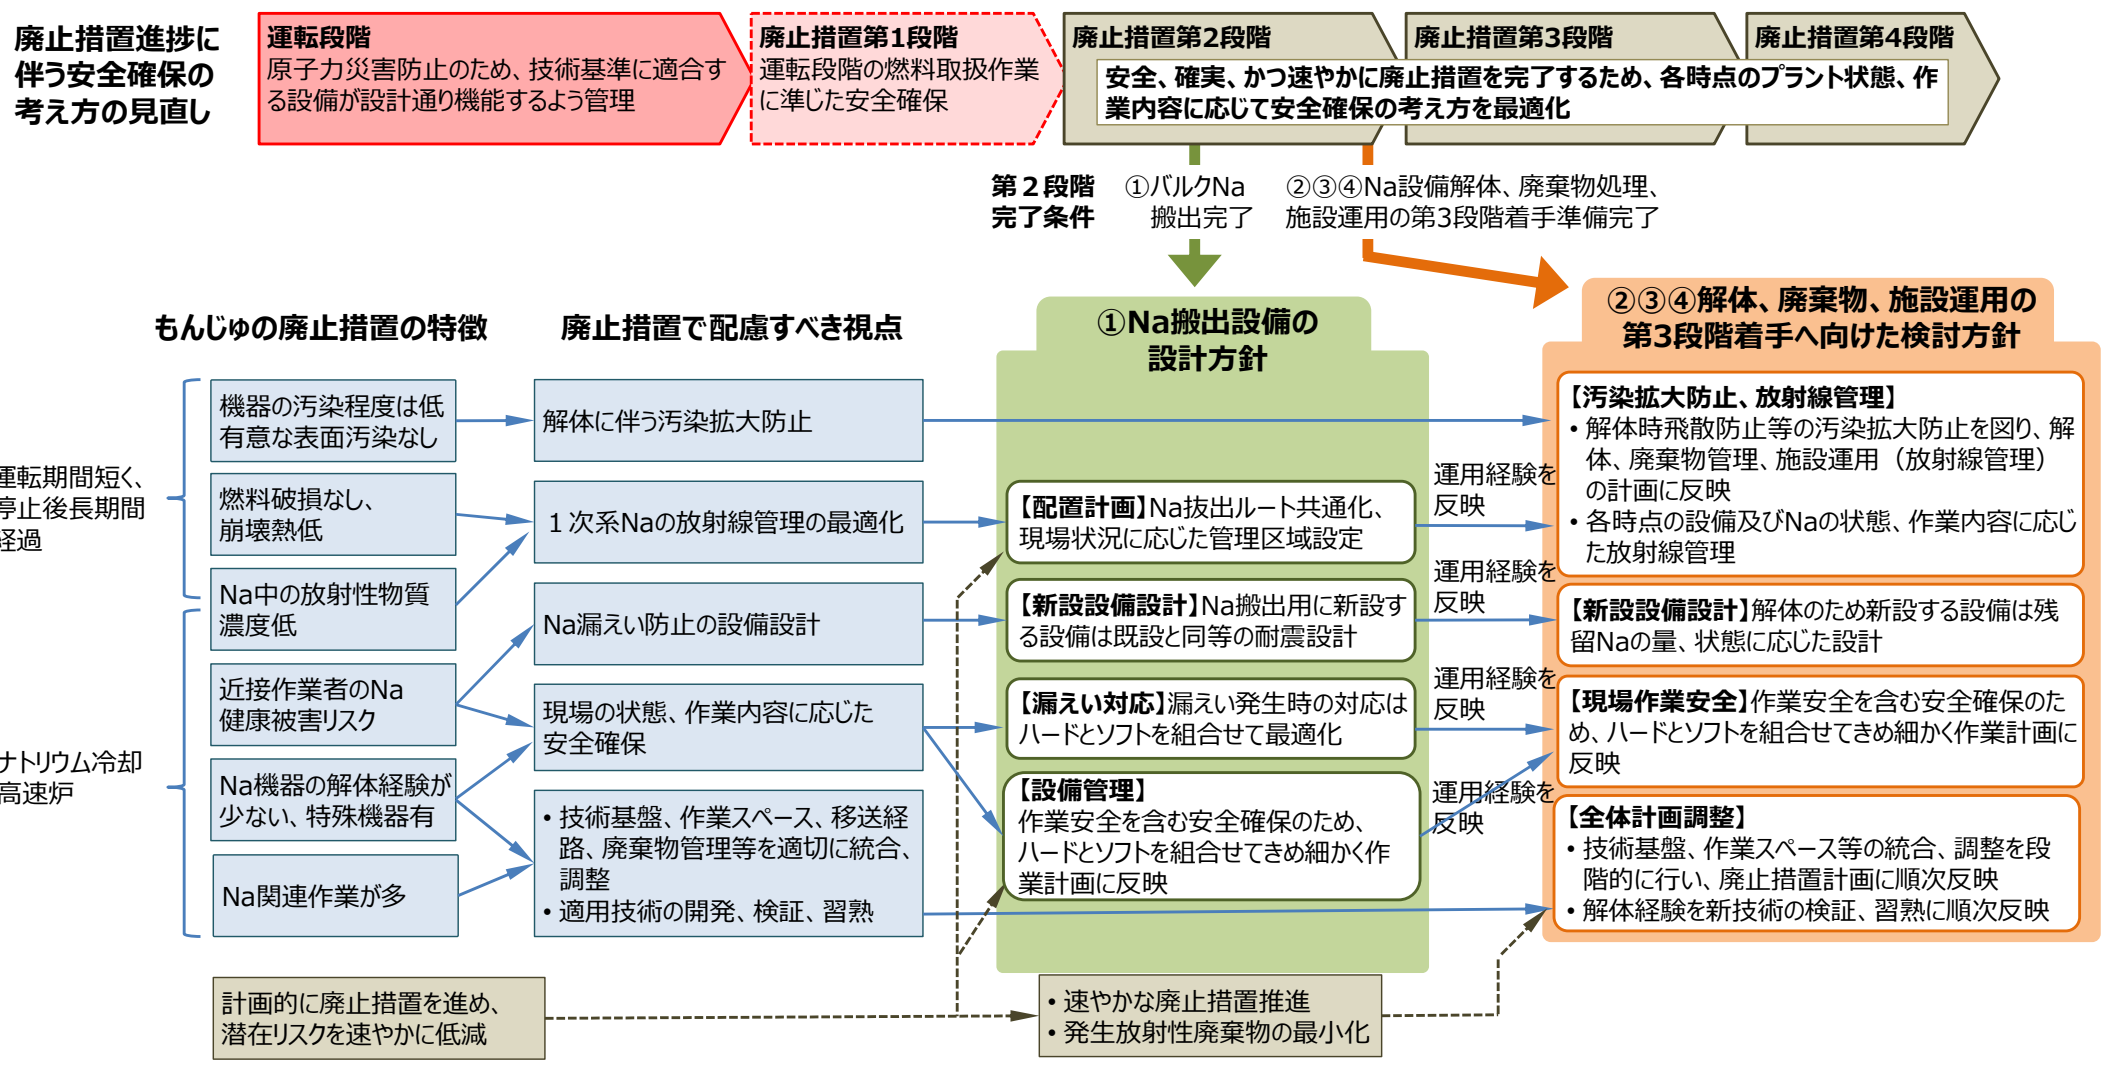 廃止措置進捗に
伴う安全確保の
考え方の見直し
運転段階
原子力災害防止のため、技術基準に適合す
る設備が設計通り機能するよう管理
廃止措置第1段階
運転段階の燃料取扱作業
に準じた安全確保
廃止措置第2段階
廃止措置第3段階
廃止措置第4段階
安全、確実、かつ速やかに廃止措置を完了するため、各時点のプラント状態、作
業内容に応じて安全確保の考え方を最適化
第２段階
完了条件
①バルクNa
搬出完了
②③④Na設備解体、廃棄物処理、
施設運用の第3段階着手準備完了
もんじゅの廃止措置の特徴
廃止措置で配慮すべき視点
①Na搬出設備の
設計方針
②③④解体、廃棄物、施設運用の
第3段階着手へ向けた検討方針
運転期間短く、
停止後長期間
経過
ナトリウム冷却
高速炉
機器の汚染程度は低
有意な表面汚染なし
燃料破損なし、
崩壊熱低
Na中の放射性物質
濃度低
近接作業者のNa
健康被害リスク
Na機器の解体経験が
少ない、特殊機器有
Na関連作業が多
解体に伴う汚染拡大防止
１次系Naの放射線管理の最適化
Na漏えい防止の設備設計
現場の状態、作業内容に応じた
安全確保
• 技術基盤、作業スペース、移送経
路、廃棄物管理等を適切に統合、
調整
• 適用技術の開発、検証、習熟
【配置計画】Na抜出ルート共通化、
現場状況に応じた管理区域設定
【新設設備設計】Na搬出用に新設す
る設備は既設と同等の耐震設計
【漏えい対応】漏えい発生時の対応は
ハードとソフトを組合せて最適化
【設備管理】
作業安全を含む安全確保のため、
ハードとソフトを組合せてきめ細かく作
業計画に反映
運用経験を
反映
運用経験を
反映
運用経験を
反映
運用経験を
反映
【汚染拡大防止、放射線管理】
• 解体時飛散防止等の汚染拡大防止を図り、解
体、廃棄物管理、施設運用（放射線管理）
の計画に反映
• 各時点の設備及びNaの状態、作業内容に応じ
た放射線管理
【新設設備設計】解体のため新設する設備は残
留Naの量、状態に応じた設計
【現場作業安全】作業安全を含む安全確保のた
め、ハードとソフトを組合せてきめ細かく作業計画に
反映
【全体計画調整】
• 技術基盤、作業スペース等の統合、調整を段
階的に行い、廃止措置計画に順次反映
• 解体経験を新技術の検証、習熟に順次反映
計画的に廃止措置を進め、
潜在リスクを速やかに低減
• 速やかな廃止措置推進
• 発生放射性廃棄物の最小化